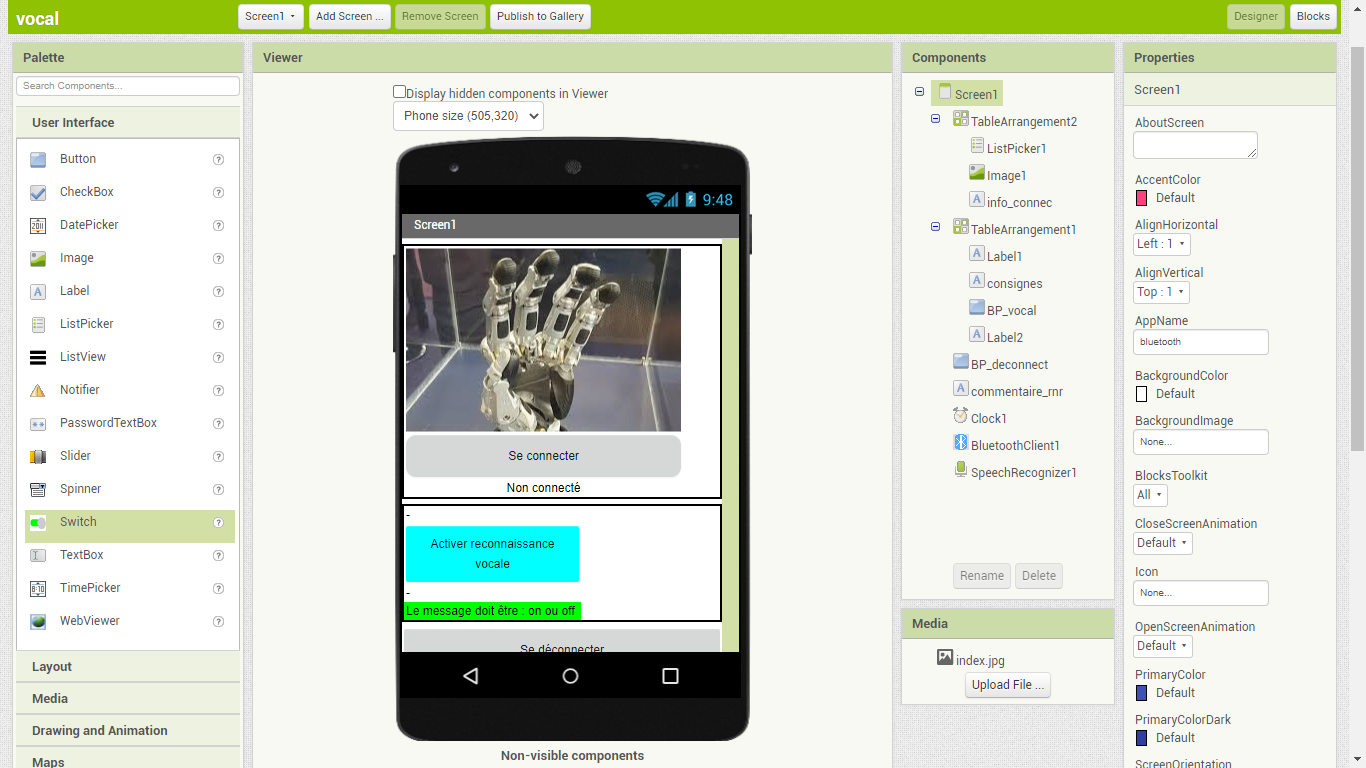 vocal
Screen1
Add Screen ...
Remove Screen
Publish to Gallery
Designer
Blocks
Palette
Search Components...
User Interface
Button
CheckBox
DatePicker
Image
Label
ListPicker
ListView
Notifier
PasswordTextBox
Slider
Spinner
Switch
TextBox
TimePicker
WebViewer
Layout
Media
Drawing and Animation
Maps
Viewer
Display hidden components in Viewer
Phone size (505,320)
9:48
Screen1
Se connecter
Non connecté
-
Activer reconnaissance
vocale
-
Le message doit être : on ou off
Se déconnecter
Non-visible components
Components
Screen1
TableArrangement2
ListPicker1
Image1
info_connec
TableArrangement1
Label1
consignes
BP_vocal
Label2
BP_deconnect
commentaire_rnr
Clock1
BluetoothClient1
SpeechRecognizer1
Rename
Delete
Media
index.jpg
Upload File ...
Properties
Screen1
AboutScreen
AccentColor
Default
AlignHorizontal
Left : 1
AlignVertical
Top : 1
AppName
bluetooth
BackgroundColor
Default
BackgroundImage
None...
BlocksToolkit
All
CloseScreenAnimation
Default
Icon
None...
OpenScreenAnimation
Default
PrimaryColor
Default
PrimaryColorDark
Default
ScreenOrientation